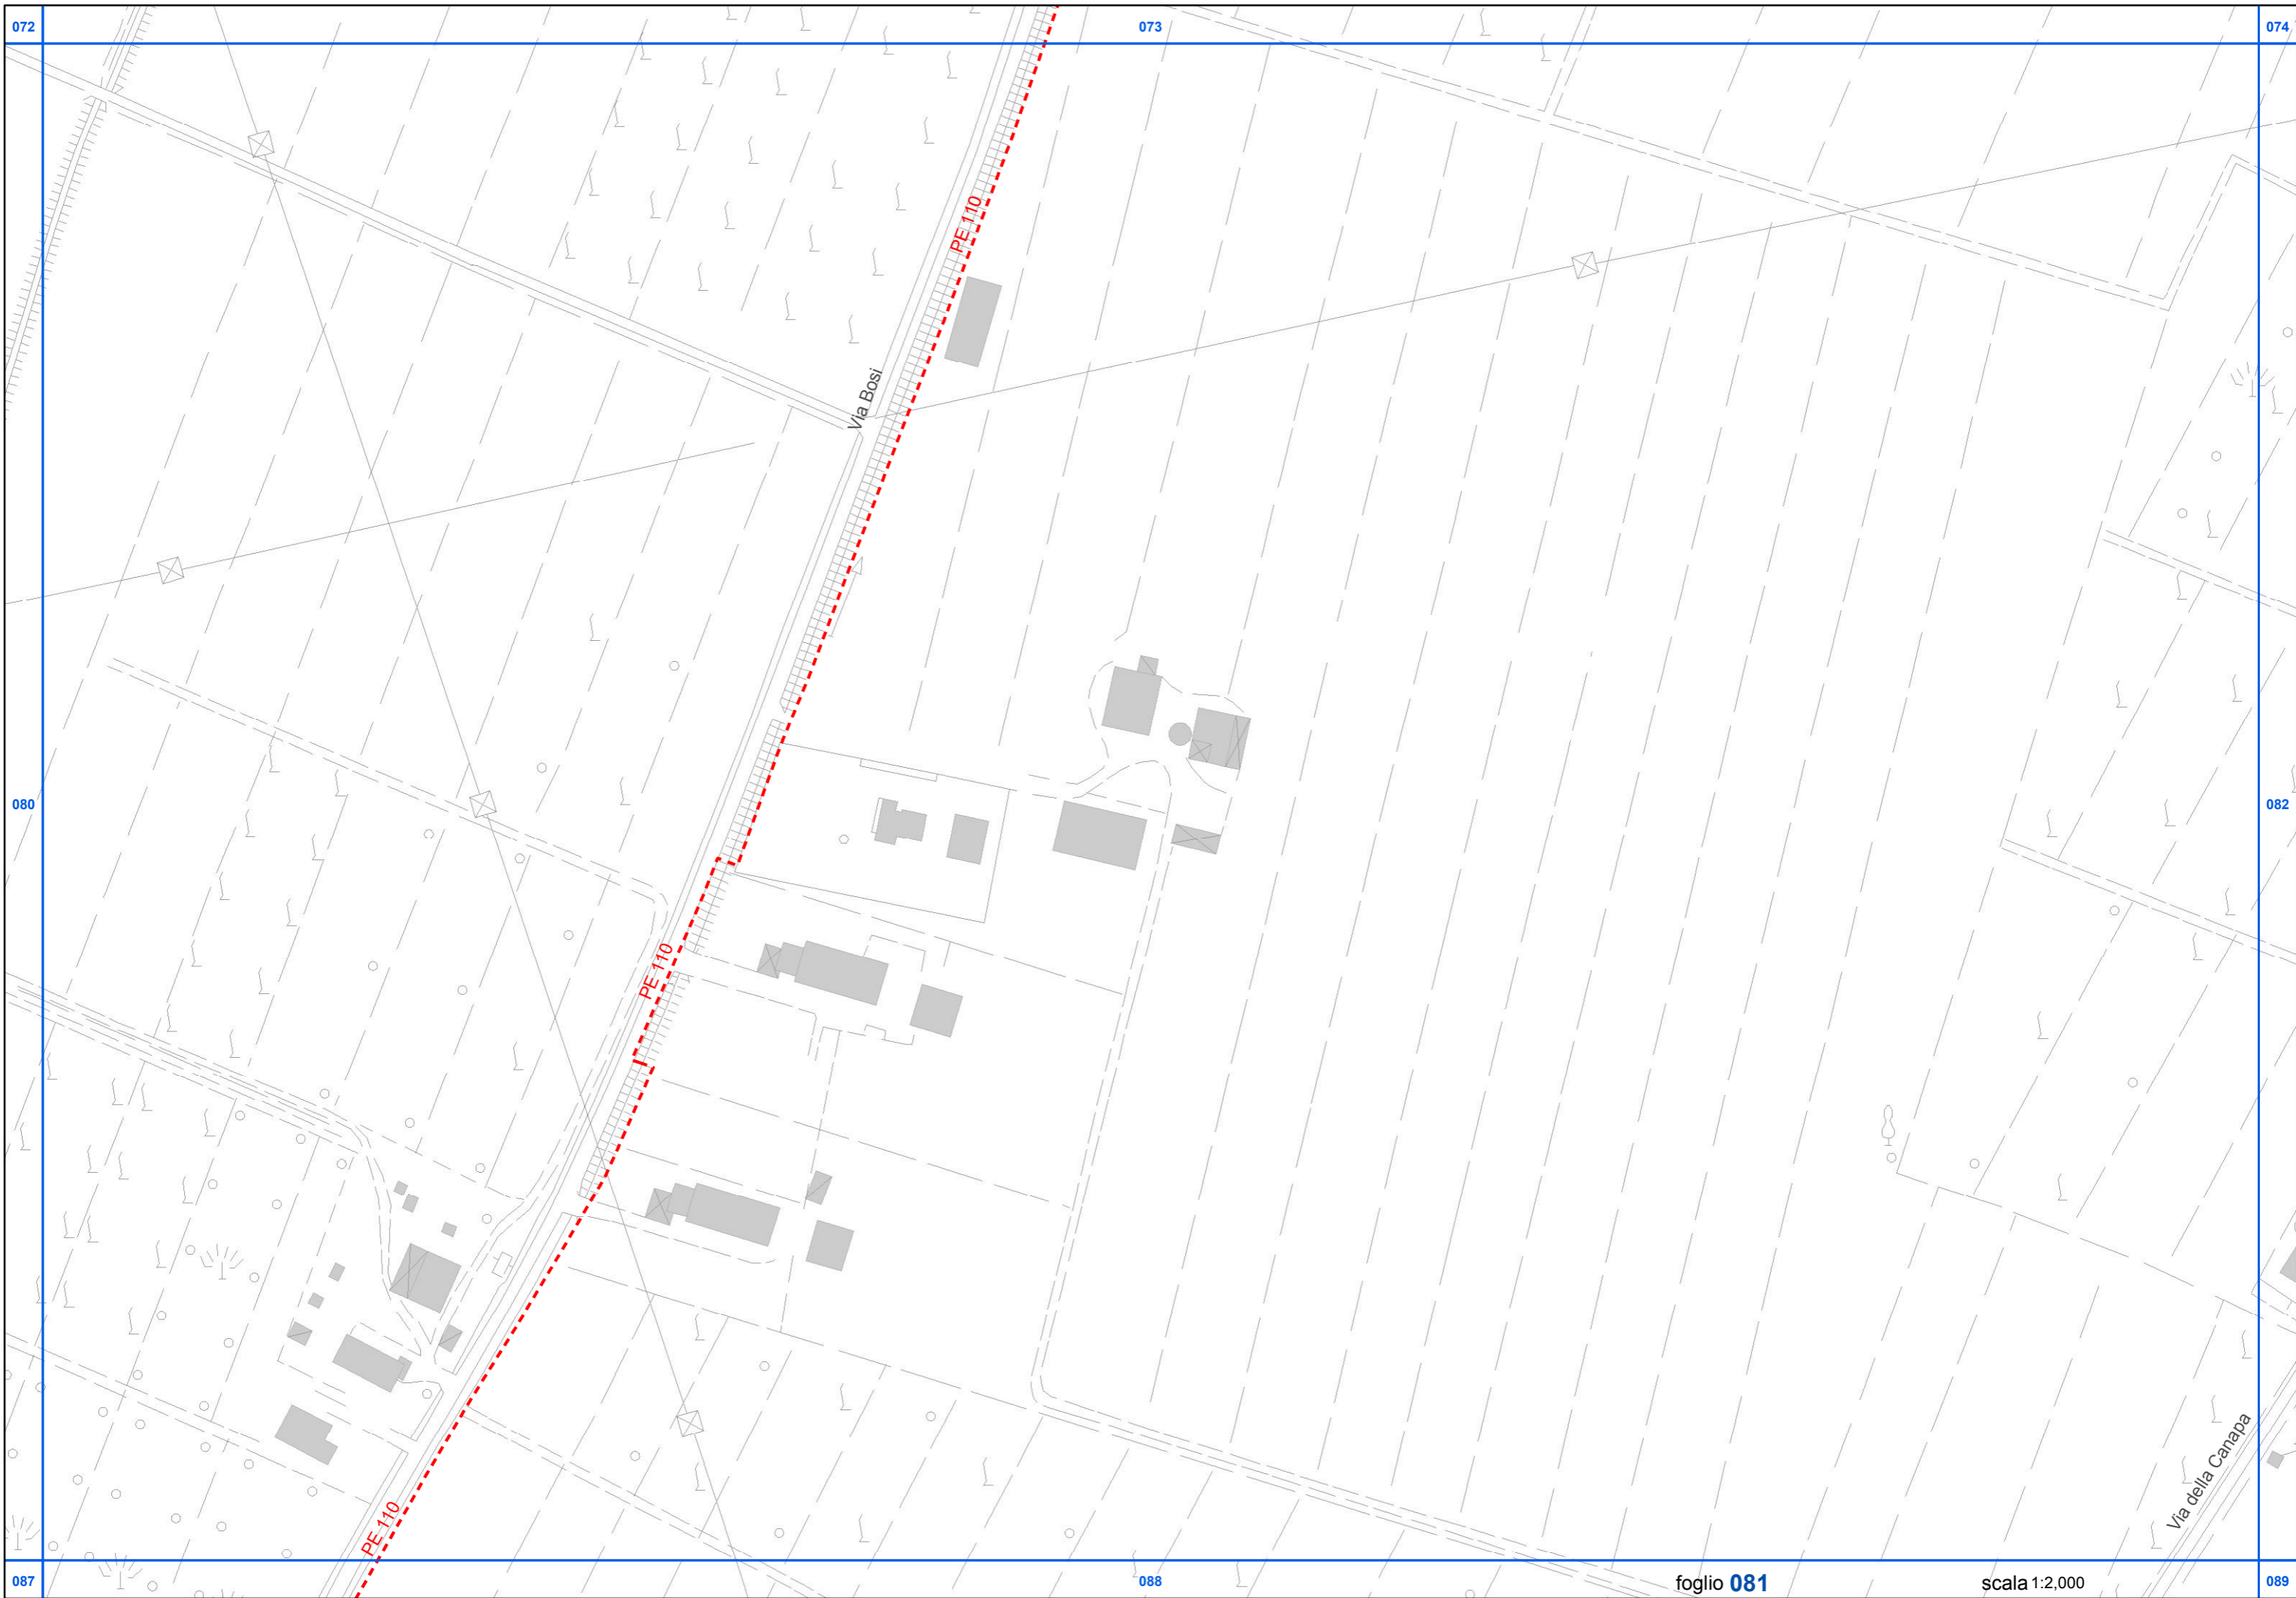 072
073
074
PE 110
Via Bosi
080
082
PE 110
Via della Canapa
PE 110
087
088
foglio 081
scala 1:2,000
089